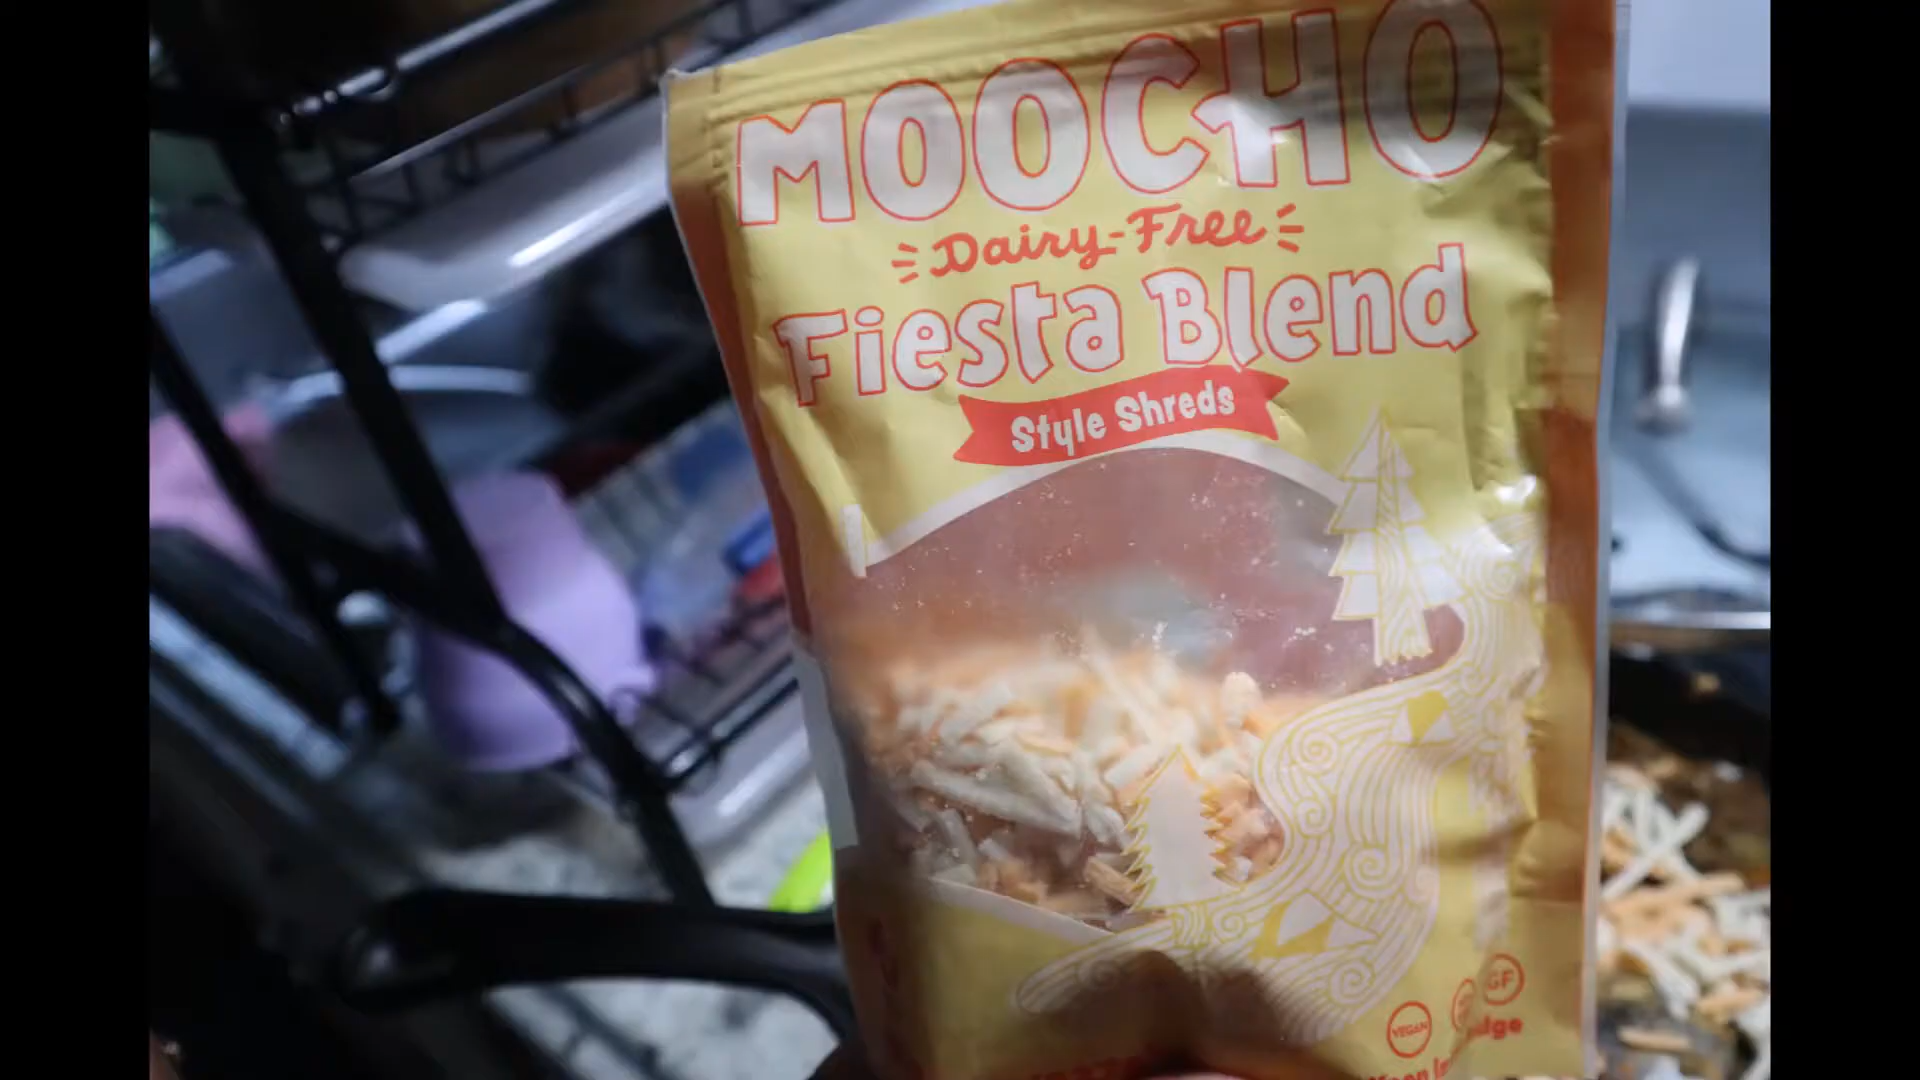 MOOCHO
Dairy-Free
Fiesta Blend
Style Shreds
GF
VEGAN